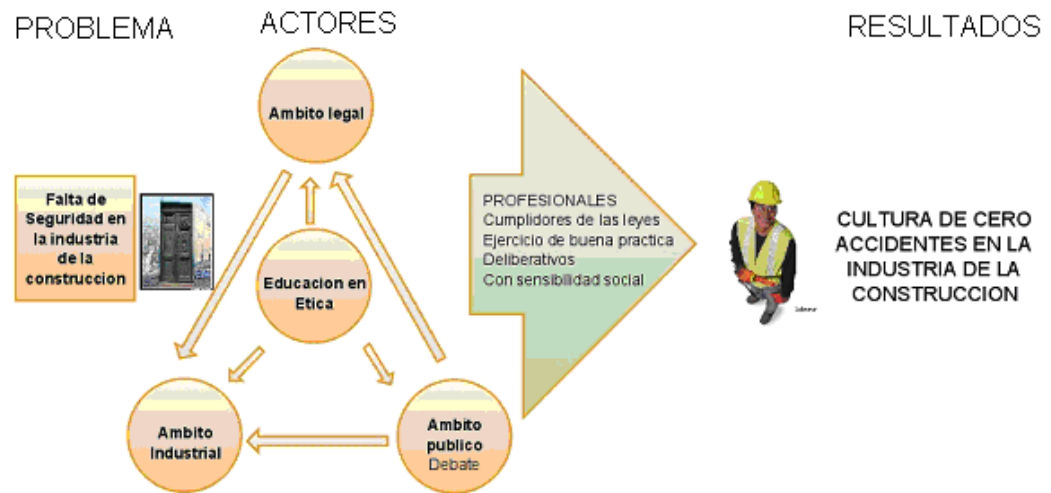 PROBLEMA
ACTORES
RESULTADOS
Ambito legal
Falta de
Seguridad en
la industria
de la
construccion
Educacion en
Etica
Ambito
Industrial
Ambito
publico
Debate
PROFESIONALES
Cumplidores de las leyes
Ejercicio de buena practica
Deliberativos
Con sensibilidad social
CULTURA DE CERO
ACCIDENTES EN LA
INDUSTRIA DE LA
CONSTRUCCION